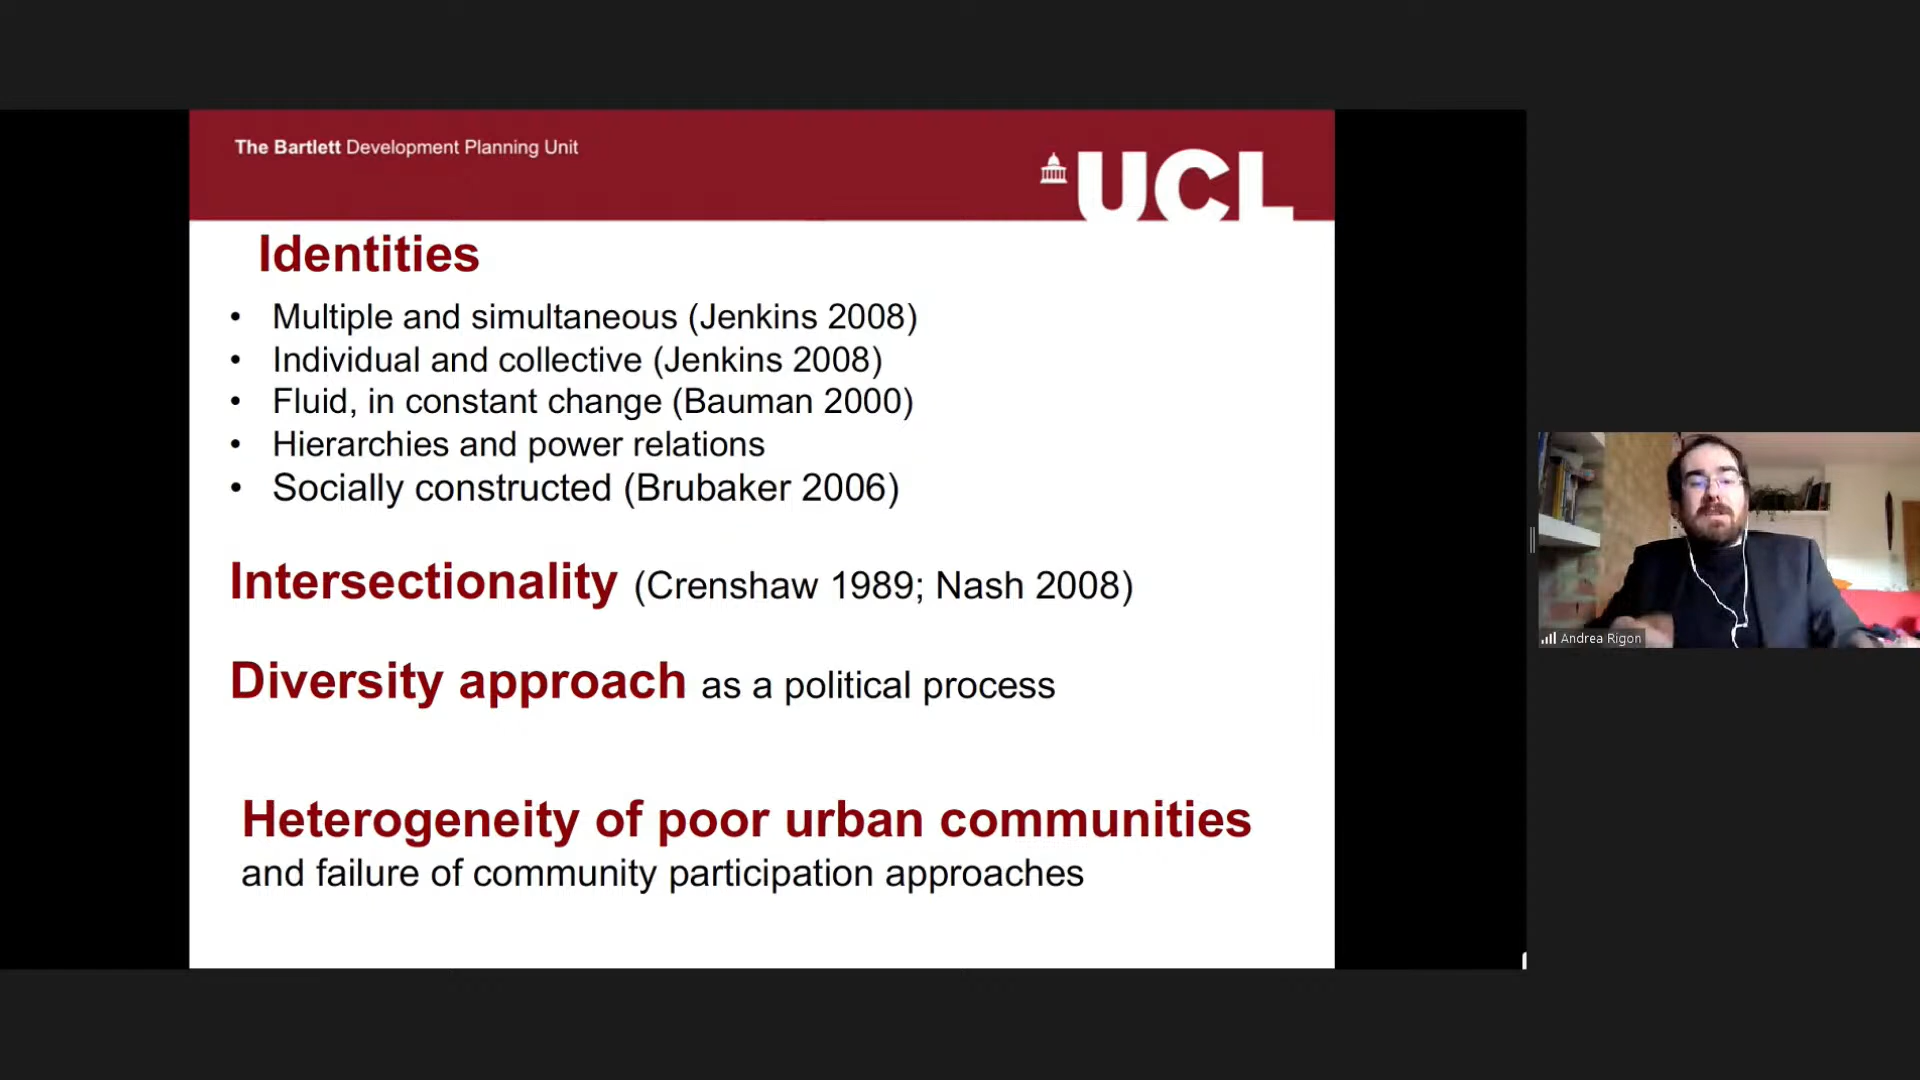 The Bartlett Development Planning Unit
UCL
Identities
• Multiple and simultaneous (Jenkins 2008)
• Individual and collective (Jenkins 2008)
• Fluid, in constant change (Bauman 2000)
• Hierarchies and power relations
• Socially constructed (Brubaker 2006)
Intersectionality (Crenshaw 1989; Nash 2008)
Diversity approach as a political process
Heterogeneity of poor urban communities
and failure of community participation approaches
Andrea Rigon